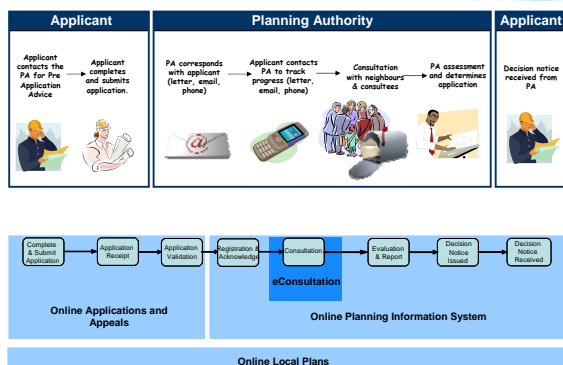 Applicant
Planning Authority
Applicant
Applicant
contacts the
PA for Pre
Application
Advice
Applicant
completes
and submits
application.
PA corresponds
with applicant
(letter, email,
phone)
Applicant contacts
PA to track
progress (letter,
email, phone)
Consultation
with neighbours
& consultees
PA assessment
and determines
application
Decision notice
received from
PA
Complete
& Submit
Application
Application
Receipt
Application
Validation
Registration &
Acknowledge
Consultation
Evaluation
& Report
Decision
Notice
Issued
Decision
Notice
Received
eConsultation
Online Applications and
Appeals
Online Planning Information System
Online Local Plans